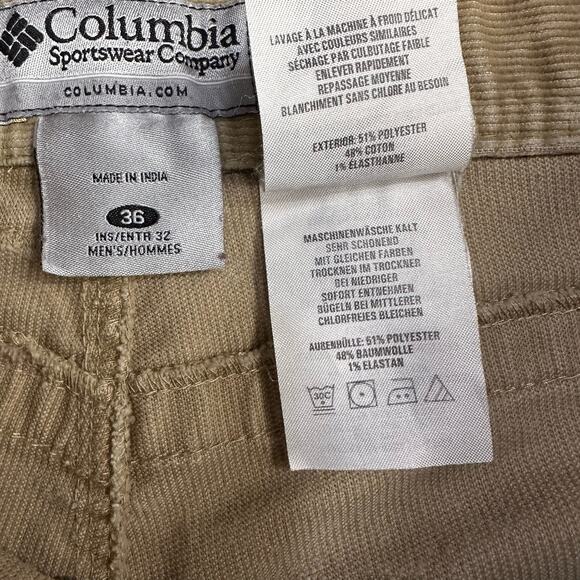 Columbia
Sportswear Company
COLUMBIA.COM
MADE IN INDIA
36
INS/ENTR 32
MEN'S/HOMMES
LAVAGE À LA MACHINE À FROID DÉLICAT
AVEC COULEURS SIMILAIRES
SÉCHAGE PAR CULBUTAGE FAIBLE
ENLEVER RAPIDEMENT
REPASSAGE MOYENNE
BLANCHIMENT SANS CHLORE AU BESOIN
EXTERIOR: 51% POLYESTER
48% COTON
1% ÉLASTHANNE
MASCHINENWÄSCHE KALT
SEHR SCHONEND
MIT GLEICHEN FARBEN
TROCKNEN IM TROCKNER
BEI NIEDRIGER
SOFORT ENTNEHMEN
BÜGELN BEI MITTLERER
CHLORFREIES BLEICHEN
AUßENHÜLLE: 51% POLYESTER
48% BAUMWOLLE
1% ELASTAN
30C